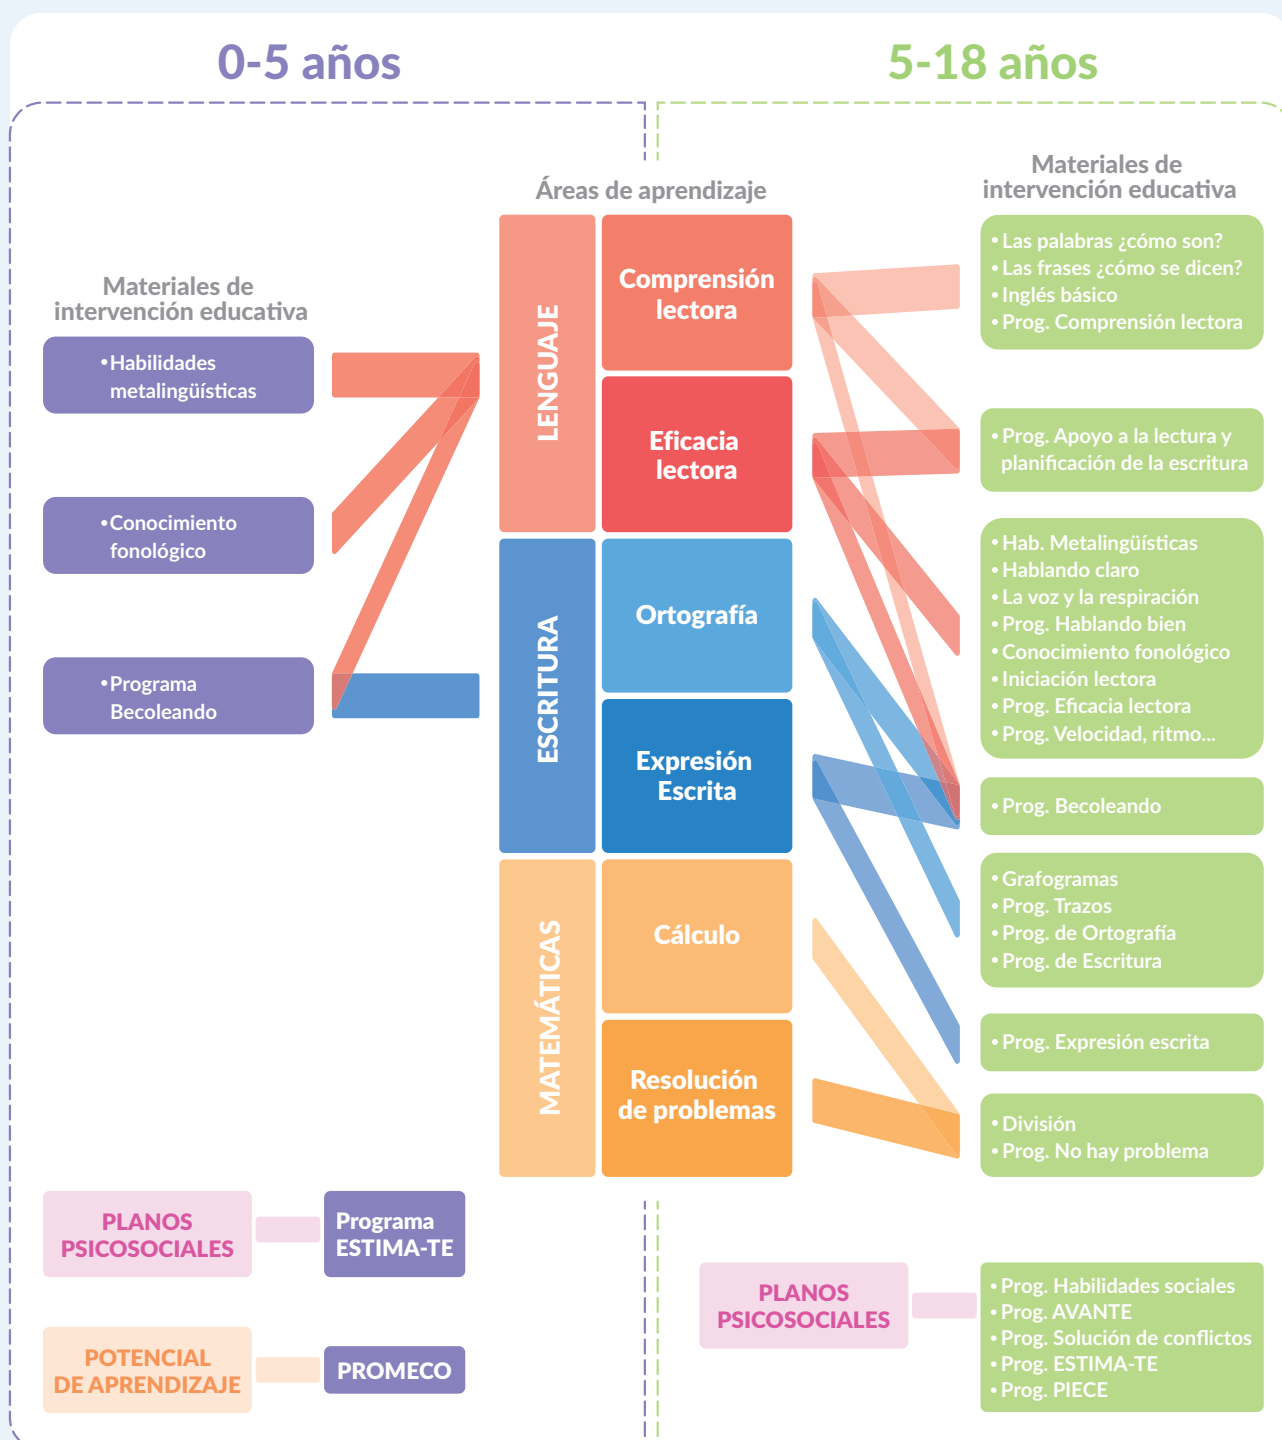 0-5 años
5-18 años
Materiales de
intervención educativa
• Habilidades
metalingüísticas
• Conocimiento
fonológico
• Programa
Becoleando
Áreas de aprendizaje
LENGUAJE
Comprensión
lectora
Eficacia
lectora
ESCRITURA
Ortografía
Expresión
Escrita
MATEMÁTICAS
Cálculo
Resolución
de problemas
Materiales de
intervención educativa
• Las palabras ¿cómo son?
• Las frases ¿cómo se dicen?
• Inglés básico
• Prog. Comprensión lectora
• Prog. Apoyo a la lectura y
planificación de la escritura
• Hab. Metalingüísticas
• Hablando claro
• La voz y la respiración
• Prog. Hablando bien
• Conocimiento fonológico
• Iniciación lectora
• Prog. Eficacia lectora
• Prog. Velocidad, ritmo...
• Prog. Becoleando
• Grafogramas
• Prog. Trazos
• Prog. de Ortografía
• Prog. de Escritura
• Prog. Expresión escrita
• División
• Prog. No hay problema
PLANOS
PSICOSOCIALES
Programa
ESTIMA-TE
POTENCIAL
DE APRENDIZAJE
PROMECO
PLANOS
PSICOSOCIALES
• Prog. Habilidades sociales
• Prog. AVANTE
• Prog. Solución de conflictos
• Prog. ESTIMA-TE
• Prog. PIECE